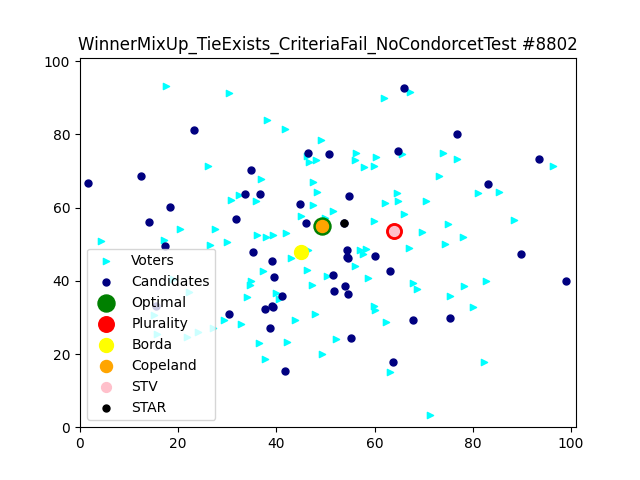 WinnerMixUp_TieExists_CriteriaFail_NoCondorcetTest #8802
100
80
60
40
20
0
Voters
Candidates
Optimal
Plurality
Borda
Copeland
STV
STAR
0 20 40 60 80 100